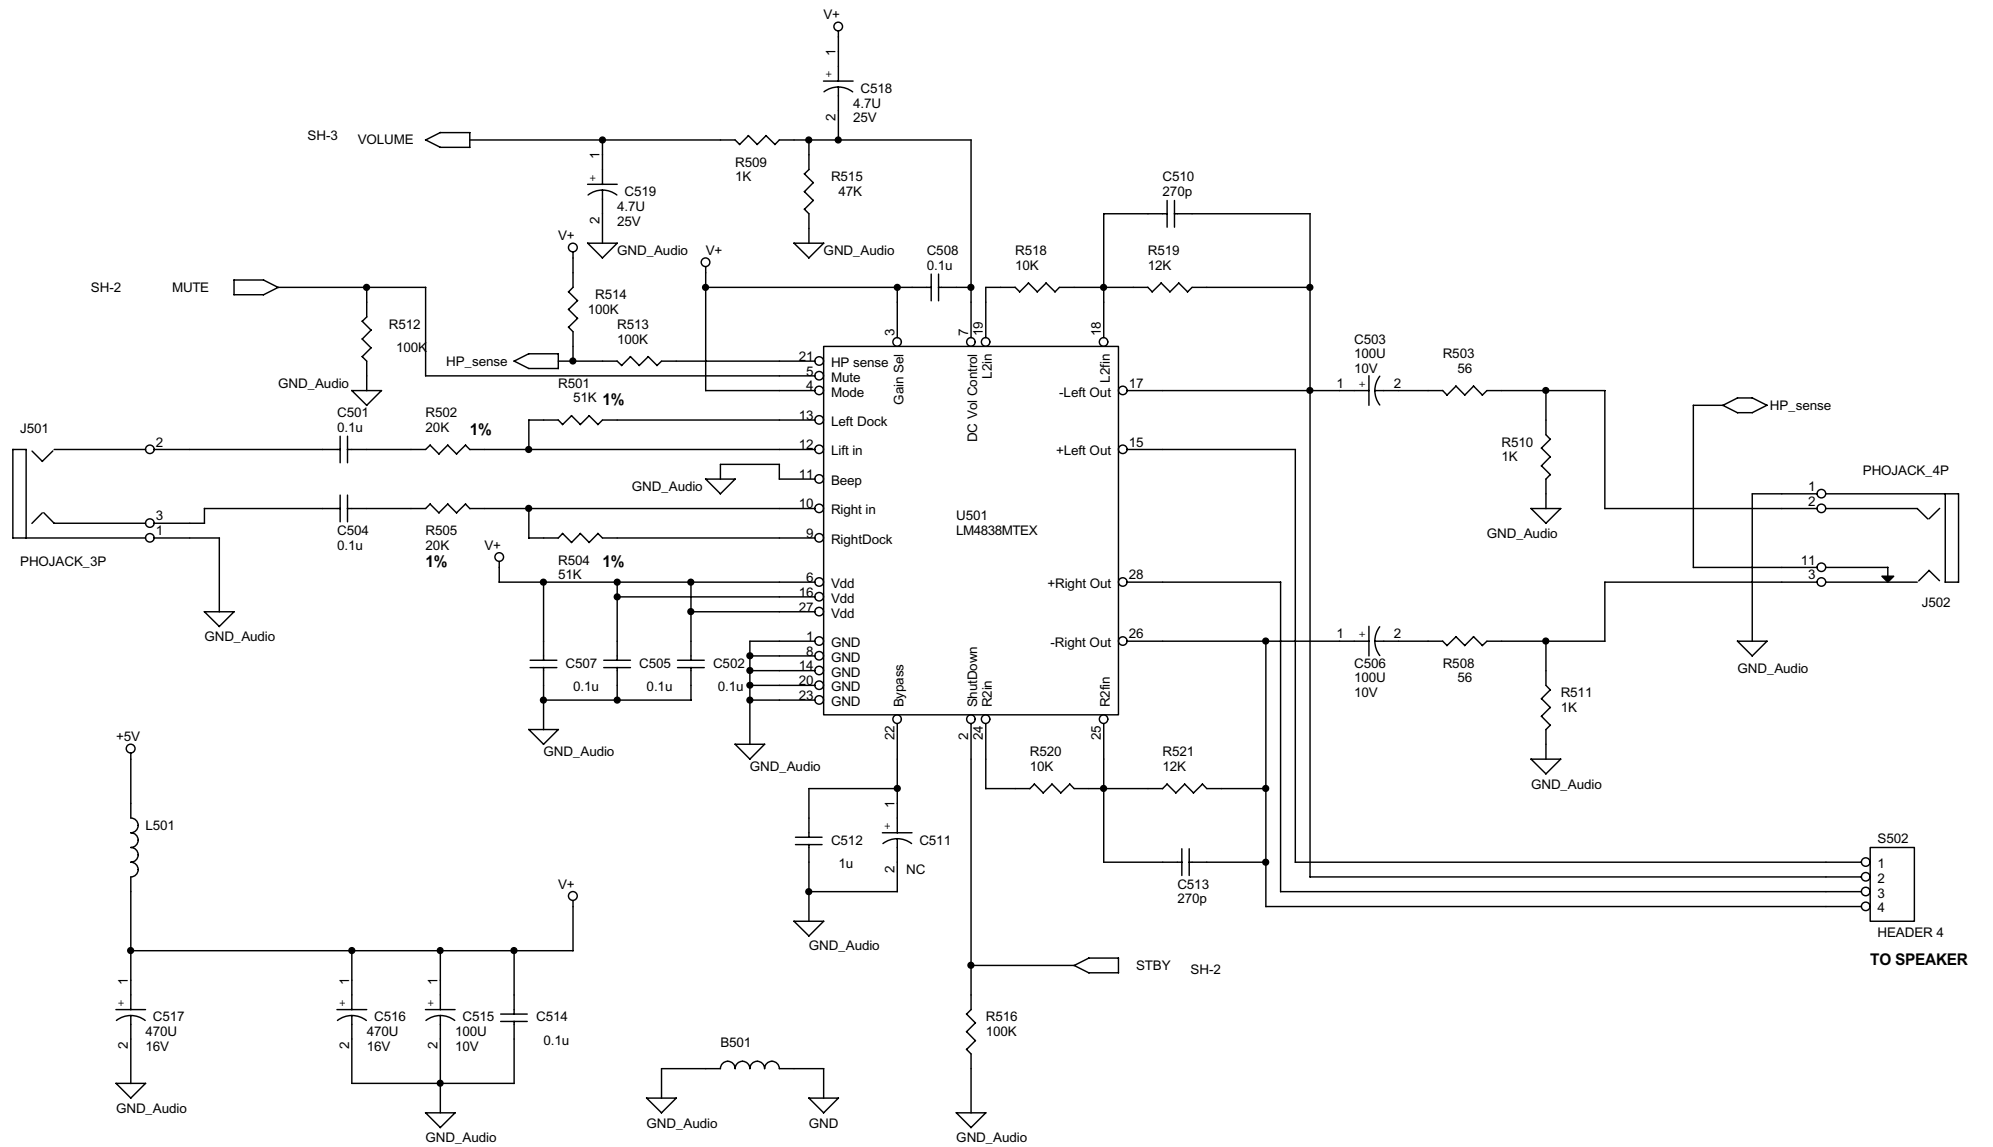 V+
1
+
C518
4.7U
2
25V
SH-3
VOLUME
R509
1K
R515
47K
1
+
C519
4.7U
2
25V
GND_Audio
GND_Audio
C510
270p
V+
V+
C508
0.1u
R518
10K
R519
12K
SH-2
MUTE
R512
100K
GND_Audio
R514
100K
R513
100K
HP_sense
3
7
19
18
21
HP sense
5
Mute
4
Mode
Gain Sel
DC Vol Control
L2in
L2fin
R501
51K
1%
13
Left Dock
12
Lift in
11
Beep
10
Right in
9
RightDock
6
Vdd
16
Vdd
27
Vdd
1
GND
8
GND
14
GND
20
GND
23
GND
Bypass
ShutDown
R2in
R2fin
U501
LM4838MTEX
-Left Out
17
+Left Out
15
+Right Out
28
-Right Out
26
J501
2
3
1
PHOJACK_3P
GND_Audio
C501
0.1u
R502
20K
1%
C504
0.1u
R505
20K
1%
GND_Audio
R504
51K
1%
V+
C507
0.1u
C505
0.1u
C502
0.1u
GND_Audio
GND_Audio
C503
100U
10V
1
+
2
R503
56
R510
1K
GND_Audio
HP_sense
PHOJACK_4P
1
2
11
3
J502
GND_Audio
1
+
2
C506
100U
10V
R508
56
R511
1K
GND_Audio
22
2
24
25
R520
10K
R521
12K
C513
270p
C512
1u
1
+
C511
2
NC
GND_Audio
S502
1
2
3
4
HEADER 4
TO SPEAKER
STBY
SH-2
R516
100K
GND_Audio
+5V
L501
V+
1
+
C517
470U
2
16V
GND_Audio
1
+
C516
470U
2
16V
1
+
C515
100U
2
10V
C514
0.1u
GND_Audio
B501
GND_Audio
GND